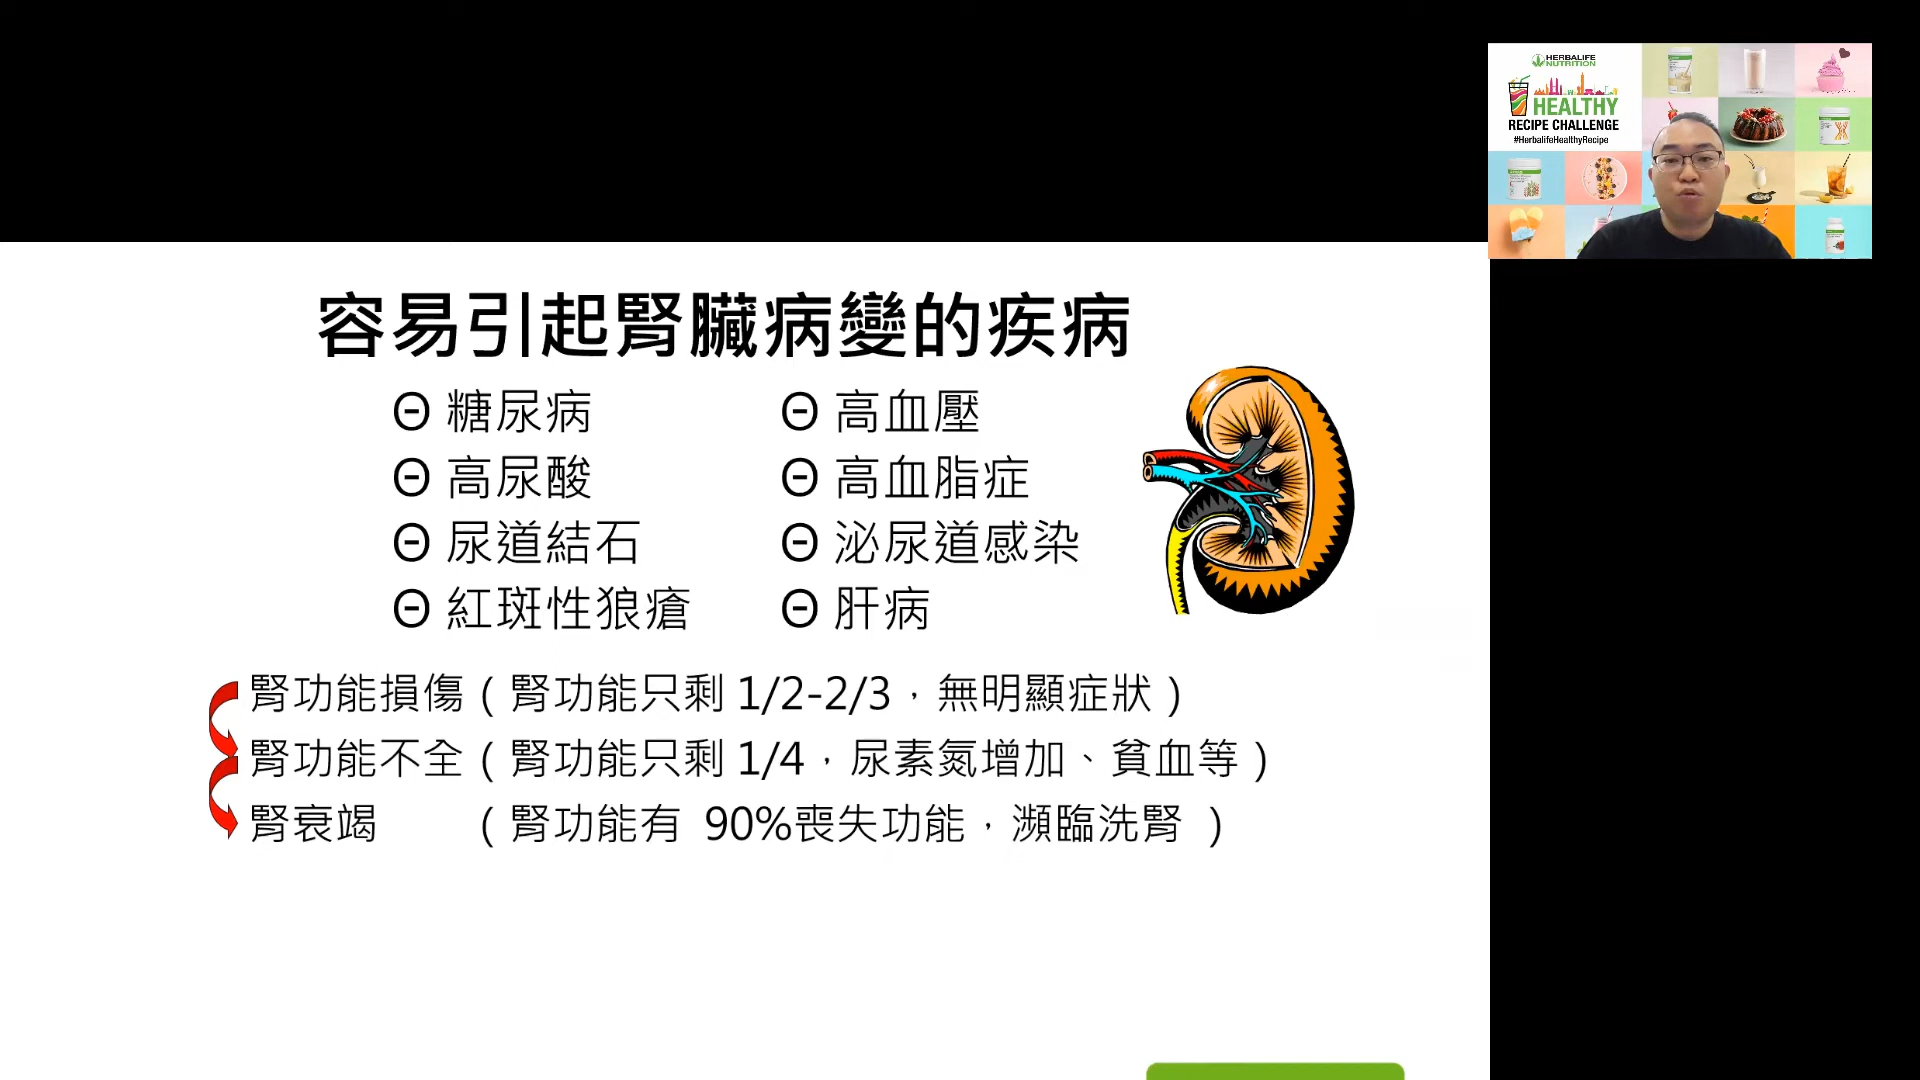 HERBALIFE
NUTRITION
HEALTHY
RECIPE CHALLENGE
#HerbalifeHealthyRecipe
容易引起腎臟病變的疾病
Θ 糖尿病 Θ 高血壓
Θ 高尿酸 Θ 高血脂症
Θ 尿道結石 Θ 泌尿道感染
Θ 紅斑性狼瘡 Θ 肝病
腎功能損傷（腎功能只剩 1/2-2/3，無明顯症狀）
腎功能不全（腎功能只剩 1/4，尿素氮增加、貧血等）
腎衰竭 （腎功能有 90%喪失功能，瀕臨洗腎 ）